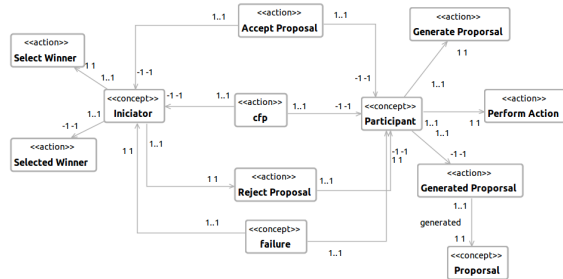 <<action>>
Accept Proposal
1..1
1..1
<<action>>
Generate Proporsal
<<action>>
Select Winner
1 1
1..1
1 1
1..1
-1 -1
-1 -1
<<concept>>
Iniciator
-1 -1
1..1
<<action>>
cfp
1..1
-1 -1
<<concept>>
Participant
1..1
1 1
<<action>>
Perform Action
1..1
-1 -1
<<action>>
Selected Winner
1..1
1..1
-1 -1
1 1
1 1
1 1
<<action>>
Reject Proposal
1..1
-1 -1
<<action>>
Generated Proporsal
1..1
generated
1 1
<<concept>>
Proporsal
1..1
<<concept>>
failure
1..1